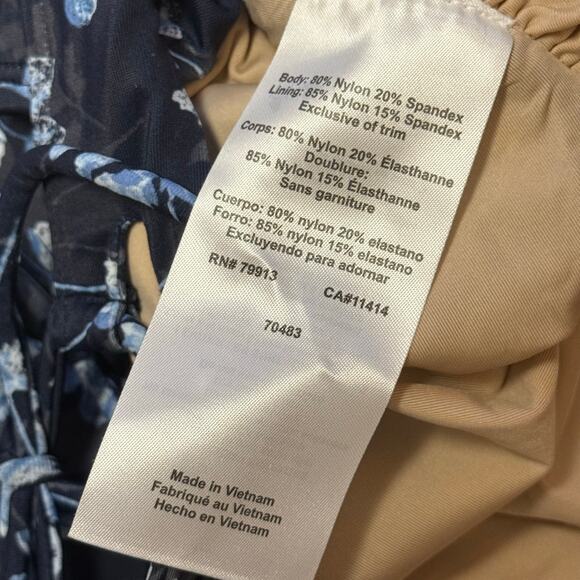 Body: 80% Nylon 20% Spandex
Lining: 85% Nylon 15% Spandex
Exclusive of trim
Corps: 80% Nylon 20% Élasthanne
Doublure:
85% Nylon 15% Élasthanne
Sans garniture
Cuerpo: 80% nylon 20% elastano
Forro: 85% nylon 15% elastano
Excluyendo para adornar
RN# 79913 CA#11414
70483
Made in Vietnam
Fabriqué au Vietnam
Hecho en Vietnam